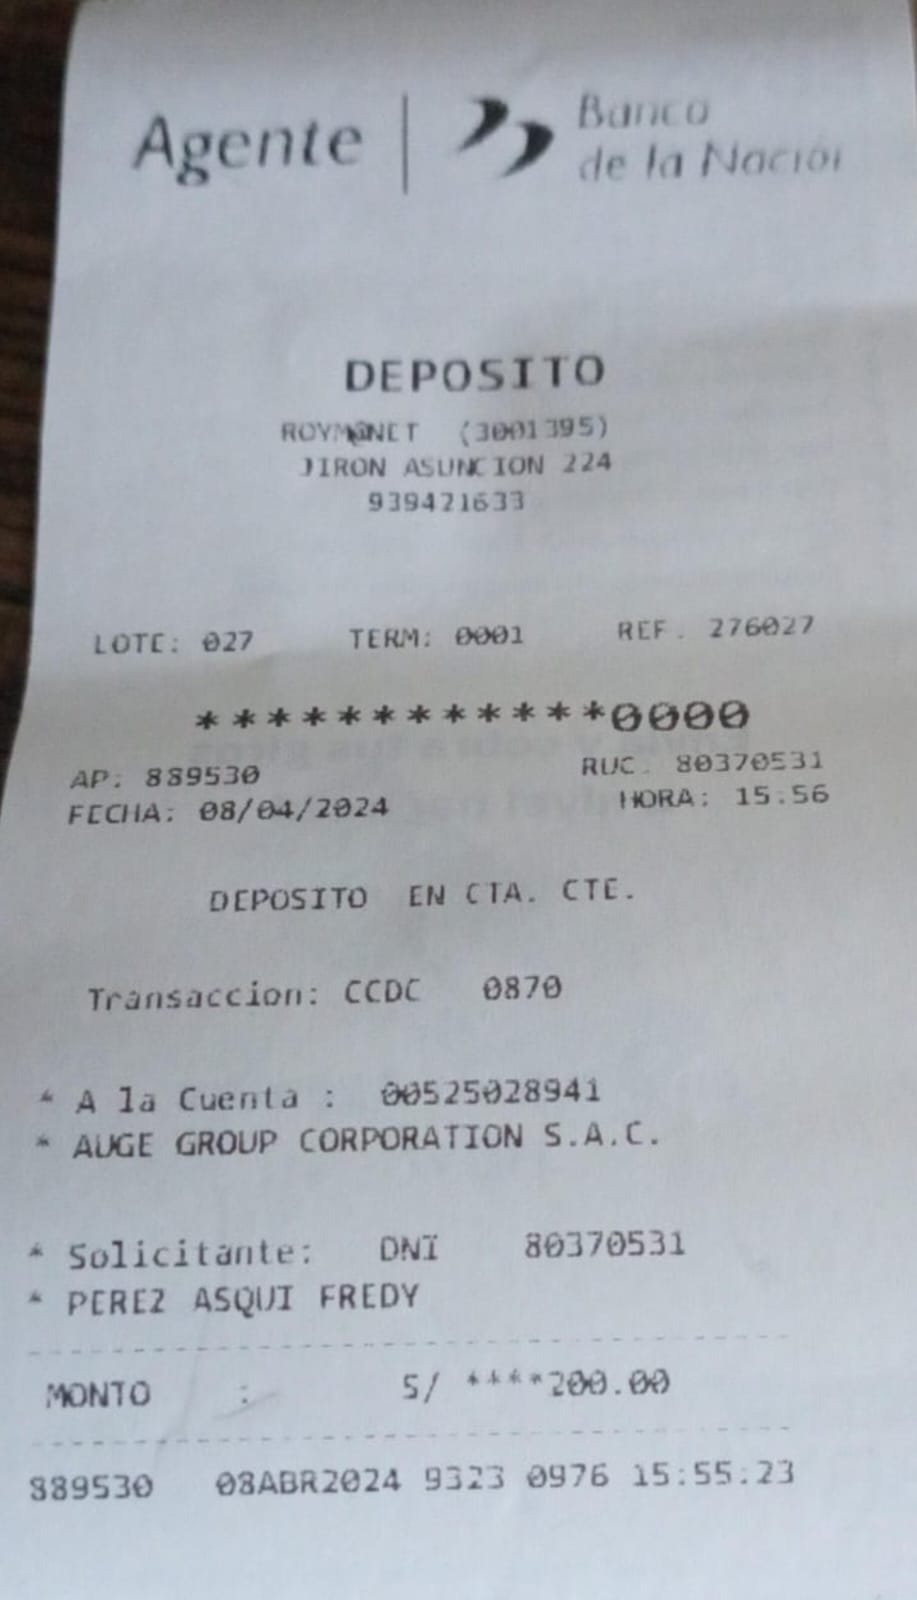 Agente | Banco
de la Nación
DEPOSITO
(3001395)
JIRON ASUNCION 224
939421633
LOTE: 027 TERM: 0001 REF. 276027
************0000
AP: 889530 RUC. 80370531
FECHA: 08/04/2024 HORA: 15:56
DEPOSITO EN CTA. CTE.
Transaccion: CCDC 0870
* A la Cuenta : 00525028941
* AUGE GROUP CORPORATION S.A.C.
* Solicitante: DNI 80370531
* PEREZ ASQUI FREDY
MONTO : S/ ****200.00
889530 08ABR2024 9323 0976 15:55:23